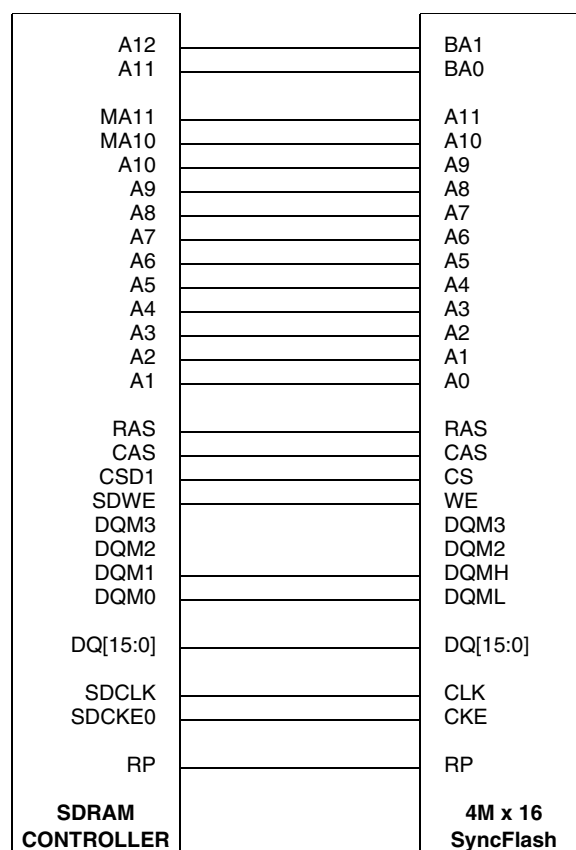 A12 BA1
A11 BA0
MA11 A11
MA10 A10
A10 A9
A9 A8
A8 A7
A7 A6
A6 A5
A5 A4
A4 A3
A3 A2
A2 A1
A1 A0
RAS RAS
CAS CAS
CSD1 CS
SDWE WE
DQM3 DQM3
DQM2 DQM2
DQM1 DQMH
DQM0 DQML
DQ[15:0] DQ[15:0]
SDCLK CLK
SDCKE0 CKE
RP RP
SDRAM 4M x 16
CONTROLLER SyncFlash